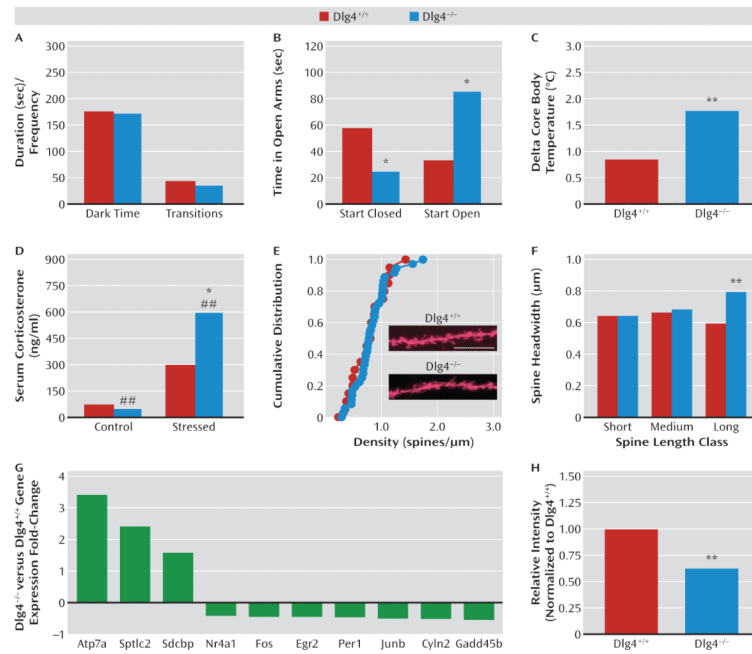 Dlg4+/+ Dlg4−/−
A
Duration (sec)/
Frequency
300
250
200
150
100
50
0
Dark Time Transitions
B
Time in Open Arms (sec)
120
100
80
60
40
20
0
*
*
Start Closed Start Open
C
Delta Core Body
Temperature (°C)
3.0
2.5
2.0
1.5
1.0
0.5
0
**
Dlg4+/+ Dlg4−/−
D
Serum Corticosterone
(ng/ml)
900
750
600
450
300
150
0
##
*
##
Control Stressed
E
Cumulative Distribution
1.0
0.8
0.6
0.4
0.2
0
Dlg4+/+
Dlg4−/−
1.0 2.0 3.0
Density (spines/µm)
F
Spine Headwidth (µm)
1.0
0.8
0.6
0.4
0.2
0
**
Short Medium Long
Spine Length Class
G
Dlg4−/− versus Dlg4+/+ Gene
Expression Fold-Change
4
3
2
1
0
−1
Atp7a Sptlc2 Sdcbp Nr4a1 Fos Egr2 Per1 Junb Cyln2 Gadd45b
H
Relative Intensity
(Normalized to Dlg4+/+)
1.50
1.25
1.00
0.75
0.50
0.25
0
**
Dlg4+/+ Dlg4−/−